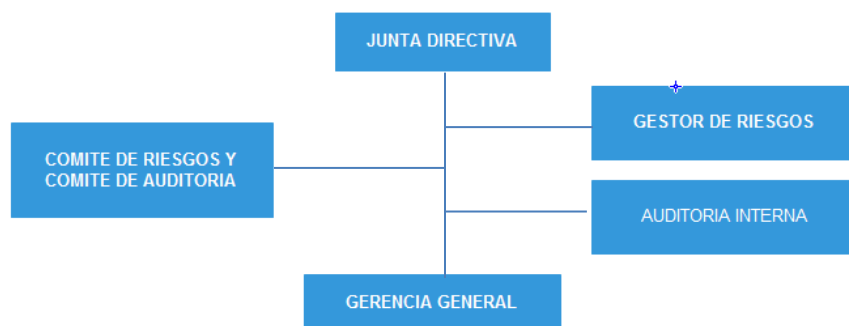 JUNTA DIRECTIVA
GESTOR DE RIESGOS
COMITE DE RIESGOS Y
COMITE DE AUDITORIA
AUDITORIA INTERNA
GERENCIA GENERAL